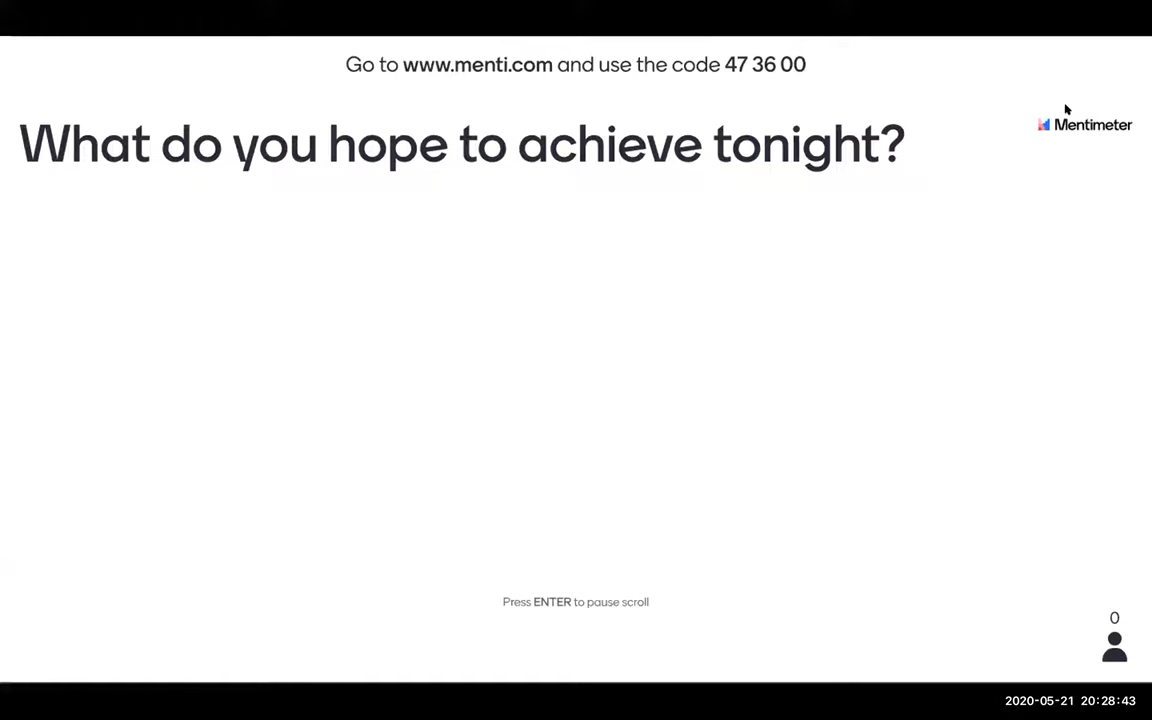 Go to www.menti.com and use the code 47 36 00
What do you hope to achieve tonight?
Mentimeter
Press ENTER to pause scroll
0
2020-05-21 20:28:43